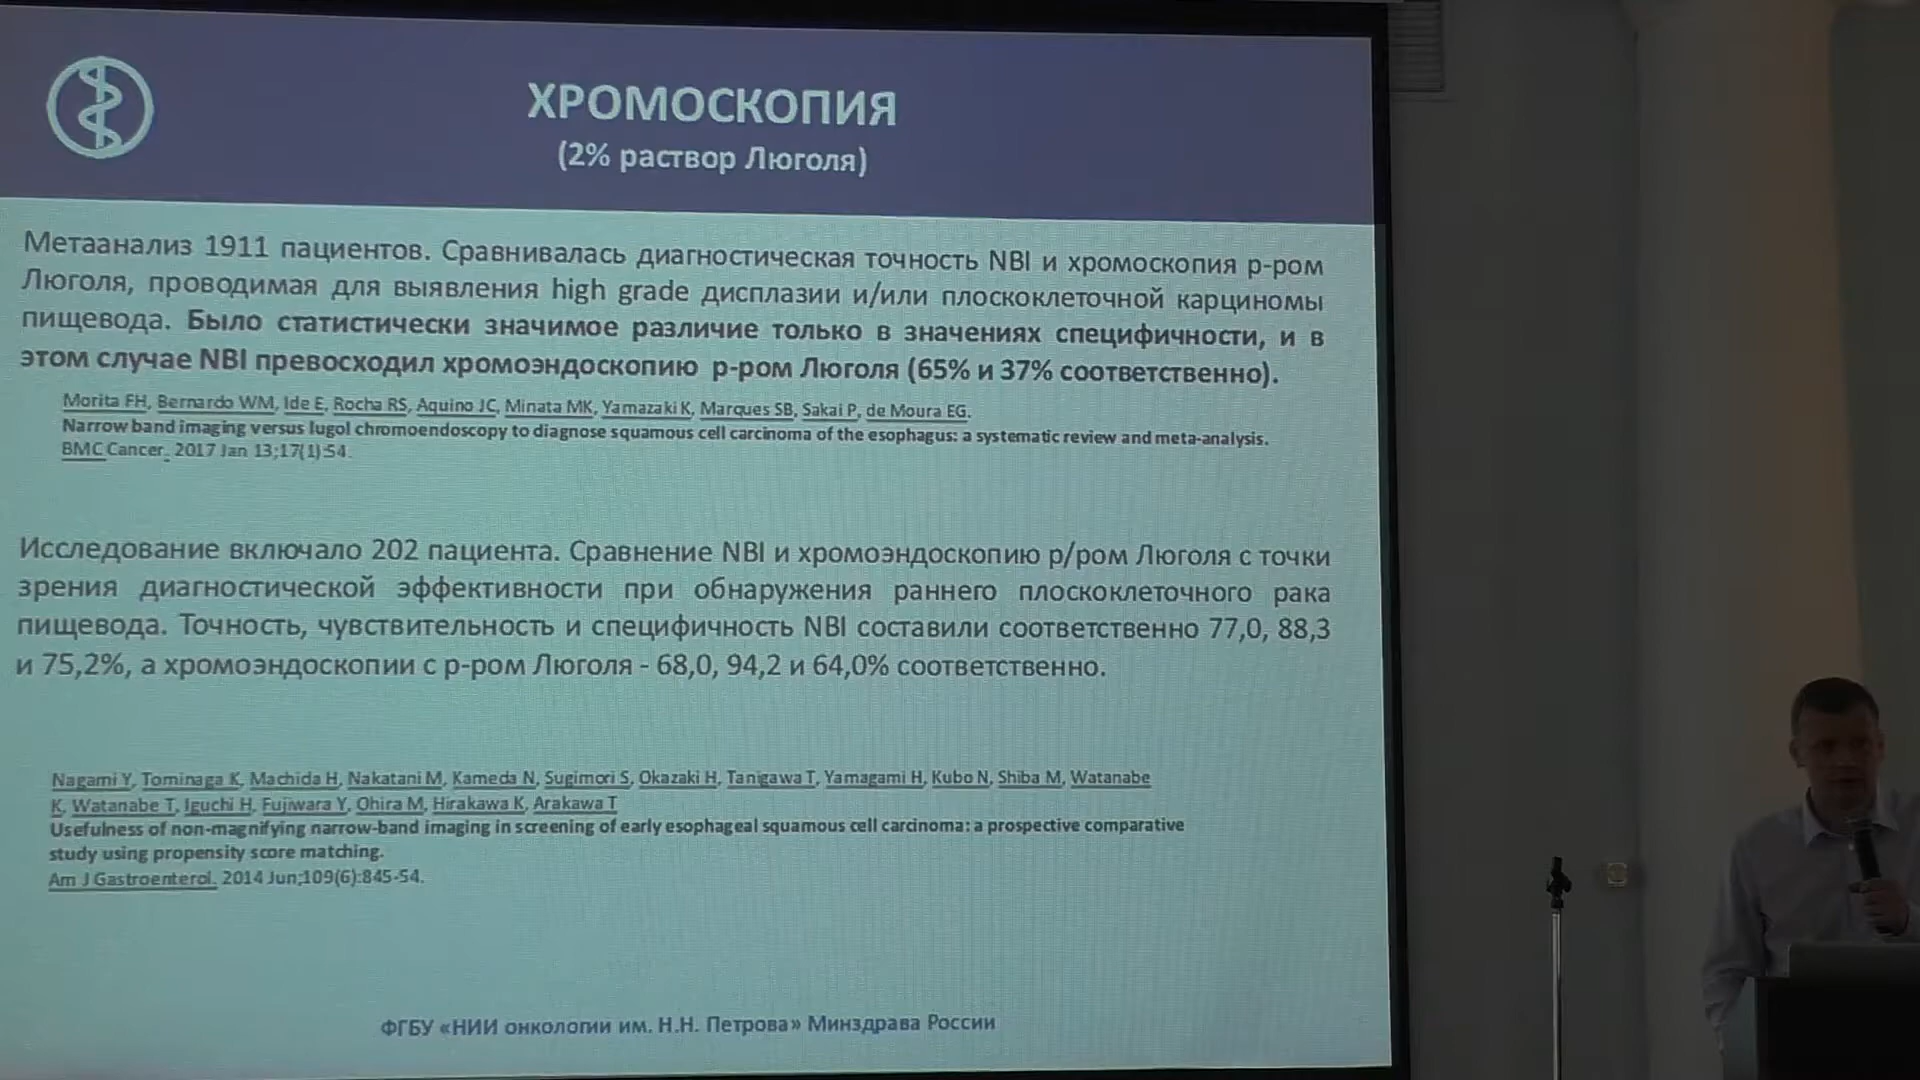 ХРОМОСКОПИЯ
(2% раствор Люголя)
Метаанализ 1911 пациентов. Сравнивалась диагностическая точность NBI и хромоскопия р-ром
Люголя, проводимая для выявления high grade дисплазии и/или плоскоклеточной карциномы
пищевода. Было статистически значимое различие только в значениях специфичности, и в
этом случае NBI превосходил хромоэндоскопию р-ром Люголя (65% и 37% соответственно).
Morita FH, Bernardo WM, Ide E, Rocha RS, Aquino JC, Minata MK, Yamazaki K, Marques SB, Sakai P, de Moura EG.
Narrow band imaging versus lugol chromoendoscopy to diagnose squamous cell carcinoma of the esophagus: a systematic review and meta-analysis.
BMC Cancer. 2017 Jan 13;17(1):54.
Исследование включало 202 пациента. Сравнение NBI и хромоэндоскопию р/ром Люголя с точки
зрения диагностической эффективности при обнаружения раннего плоскоклеточного рака
пищевода. Точность, чувствительность и специфичность NBI составили соответственно 77,0, 88,3
и 75,2%, а хромоэндоскопии с р-ром Люголя - 68,0, 94,2 и 64,0% соответственно.
Nagami Y, Tominaga K, Machida H, Nakatani M, Kameda N, Sugimori S, Okazaki H, Tanigawa T, Yamagami H, Kubo N, Shiba M, Watanabe
K, Watanabe T, Iguchi H, Fujiwara Y, Ohira M, Hirakawa K, Arakawa T
Usefulness of non-magnifying narrow-band imaging in screening of early esophageal squamous cell carcinoma: a prospective comparative
study using propensity score matching.
Am J Gastroenterol. 2014 Jun;109(6):845-54.
ФГБУ «НИИ онкологии им. Н.Н. Петрова» Минздрава России